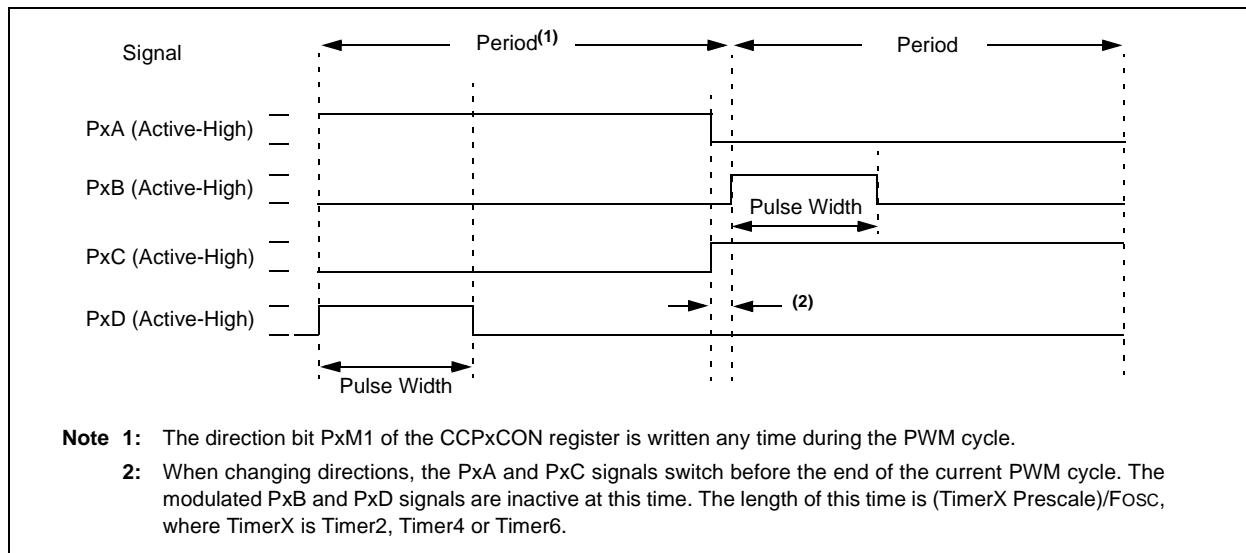 Signal
Period(1)
Period
PxA (Active-High)
PxB (Active-High)
Pulse Width
PxC (Active-High)
(2)
PxD (Active-High)
Pulse Width
Note 1: The direction bit PxM1 of the CCPxCON register is written any time during the PWM cycle.
2: When changing directions, the PxA and PxC signals switch before the end of the current PWM cycle. The
modulated PxB and PxD signals are inactive at this time. The length of this time is (TimerX Prescale)/FOSC,
where TimerX is Timer2, Timer4 or Timer6.